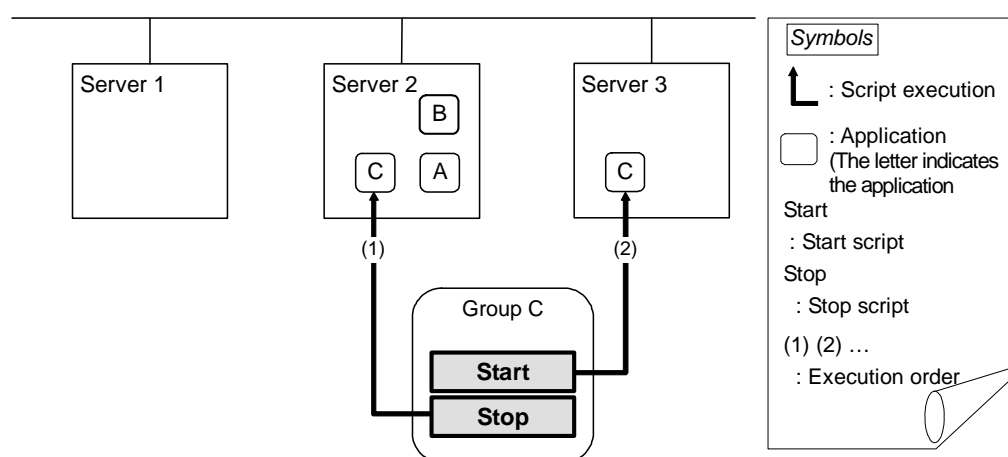 Server 1
Server 2
B
C
A
Server 3
C
(1)
(2)
Group C
Start
Stop
Symbols
: Script execution
: Application
(The letter indicates
the application
Start
: Start script
Stop
: Stop script
(1) (2) …
: Execution order